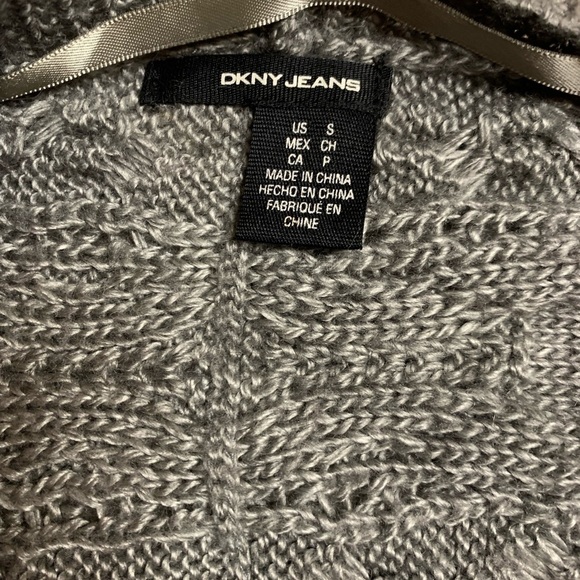 DKNY JEANS
US S
MEX CH
CA P
MADE IN CHINA
HECHO EN CHINA
FABRIQUÉ EN
CHINE